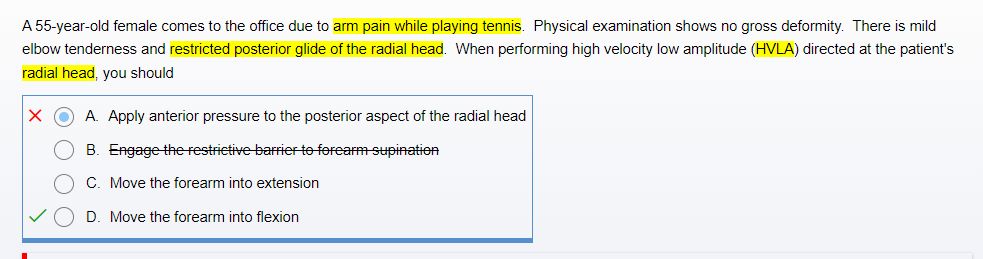 A 55-year-old female comes to the office due to arm pain while playing tennis.  Physical examination shows no gross deformity.  There is mild
elbow tenderness and restricted posterior glide of the radial head.  When performing high velocity low amplitude (HVLA) directed at the patient's
radial head, you should
A.  Apply anterior pressure to the posterior aspect of the radial head
B.  Engage the restrictive barrier to forearm supination
C.  Move the forearm into extension
D.  Move the forearm into flexion